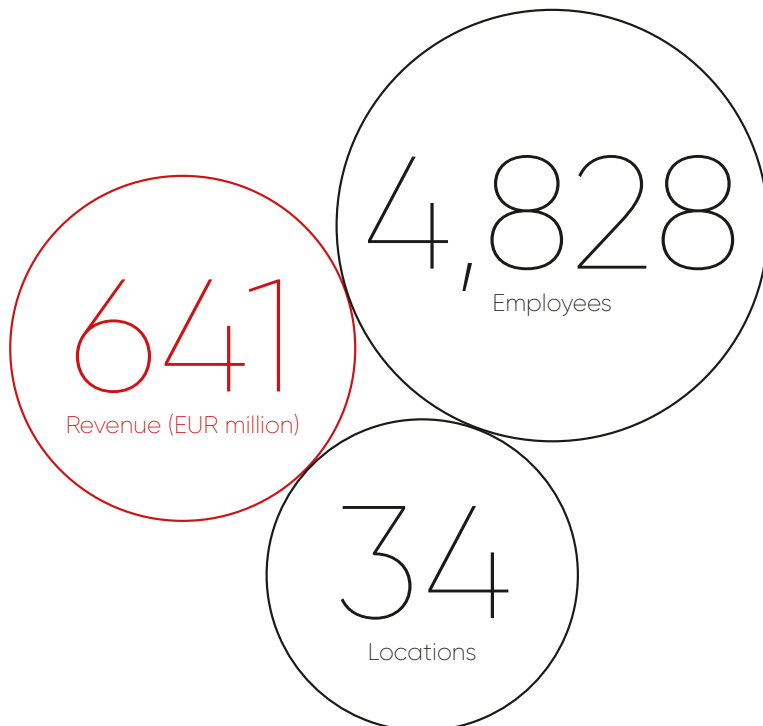 4,828
Employees
641
Revenue (EUR million)
34
Locations